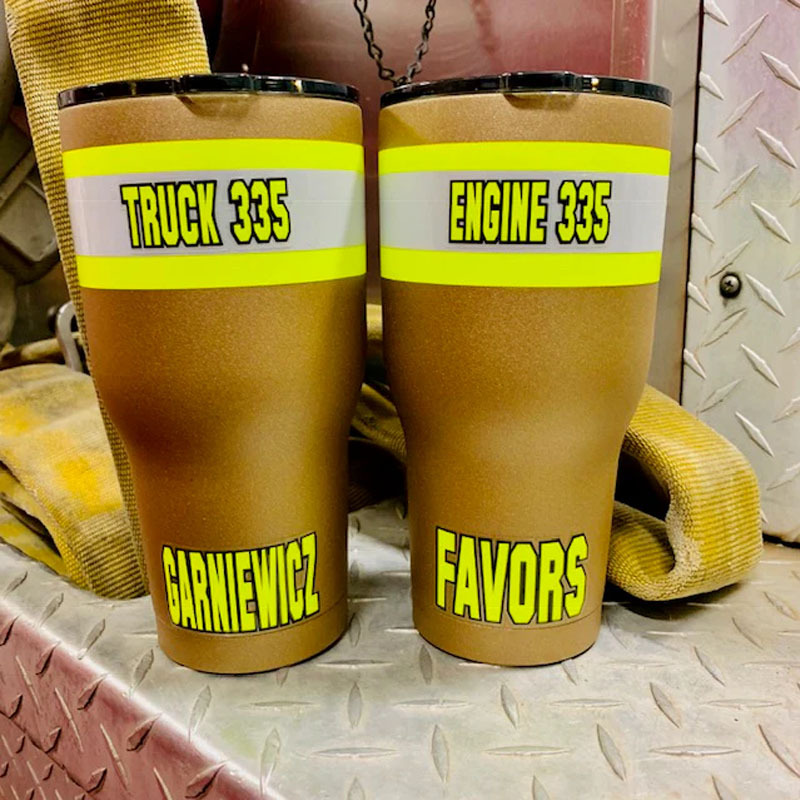 TRUCK 335
ENGINE 335
GARNIEWICZ
FAVORS